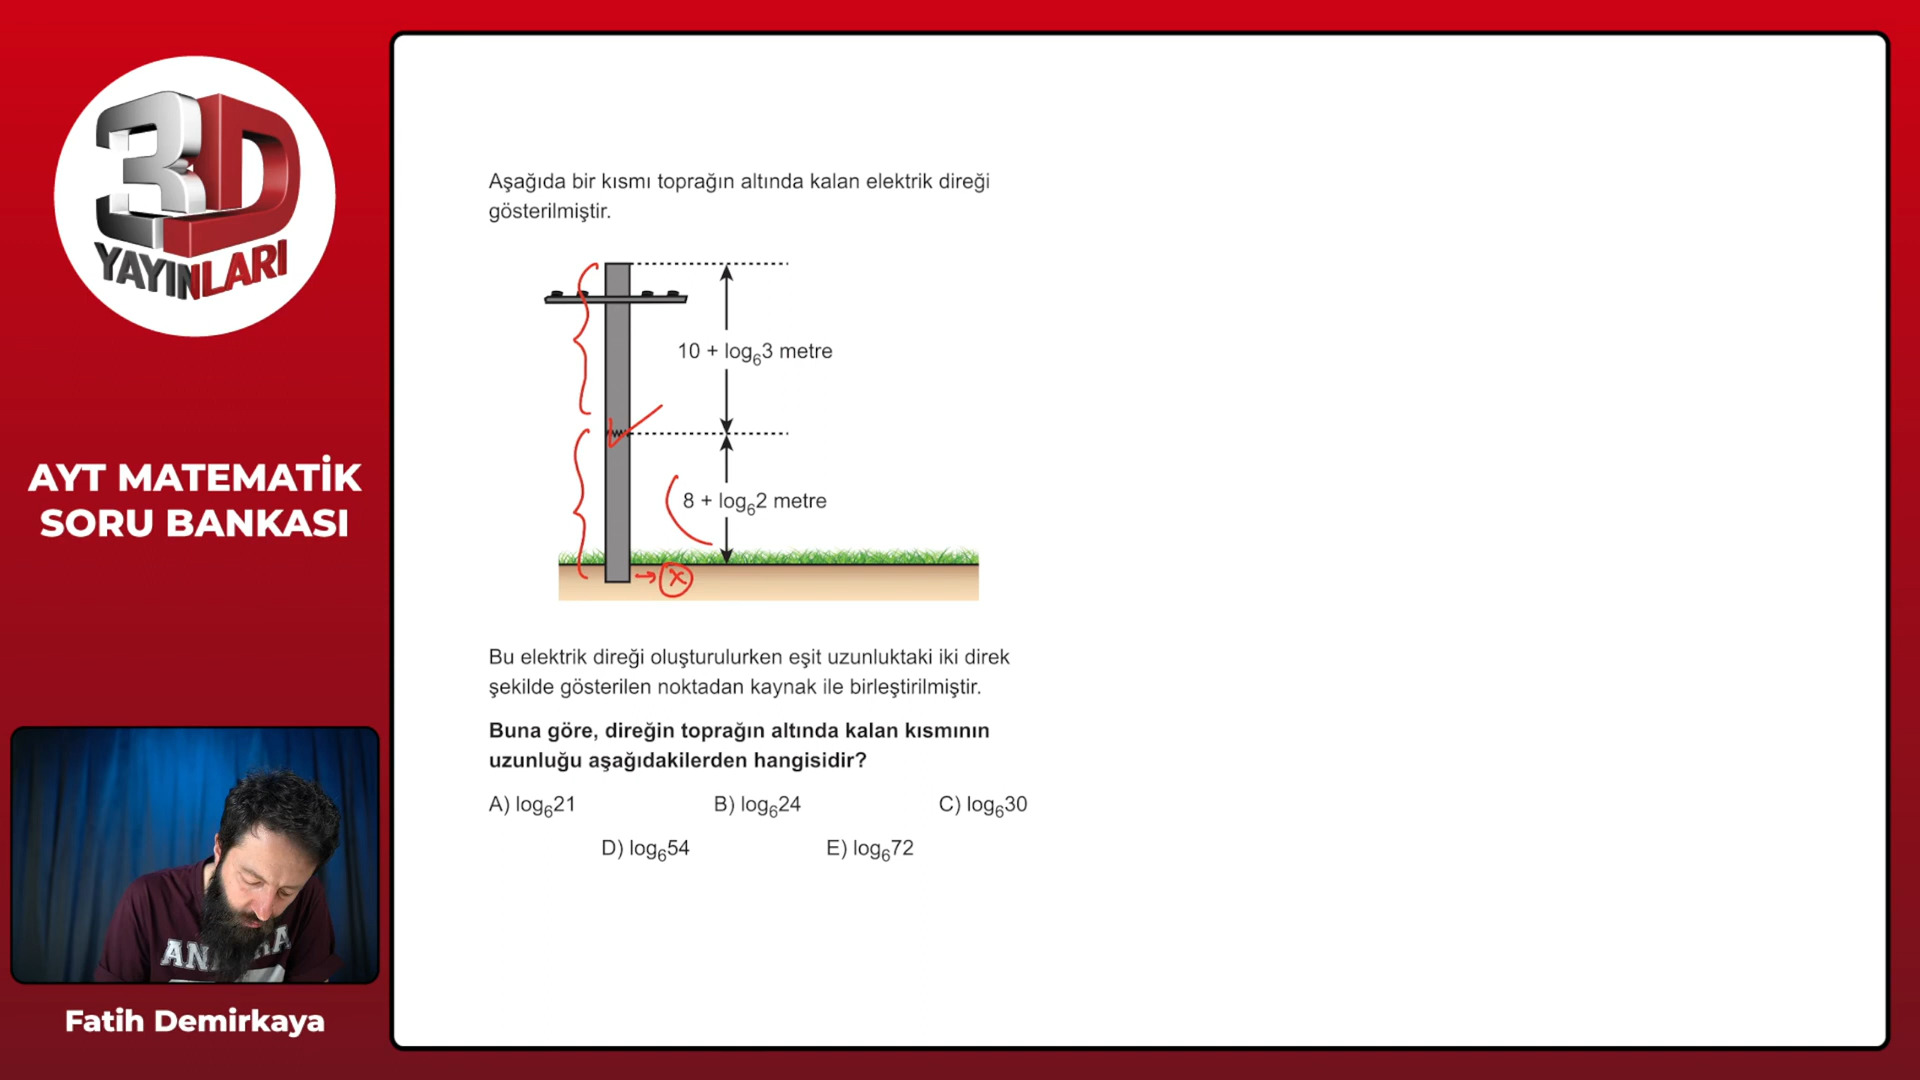 3D
YAYINLARI
AYT MATEMATİK
SORU BANKASI
Fatih Demirkaya
Aşağıda bir kısmı toprağın altında kalan elektrik direği
gösterilmiştir.
10 + log₆3 metre
8 + log₆2 metre
x
Bu elektrik direği oluşturulurken eşit uzunluktaki iki direk
şekilde gösterilen noktadan kaynak ile birleştirilmiştir.
Buna göre, direğin toprağın altında kalan kısmının
uzunluğu aşağıdakilerden hangisidir?
A) log₆21 B) log₆24 C) log₆30
D) log₆54 E) log₆72